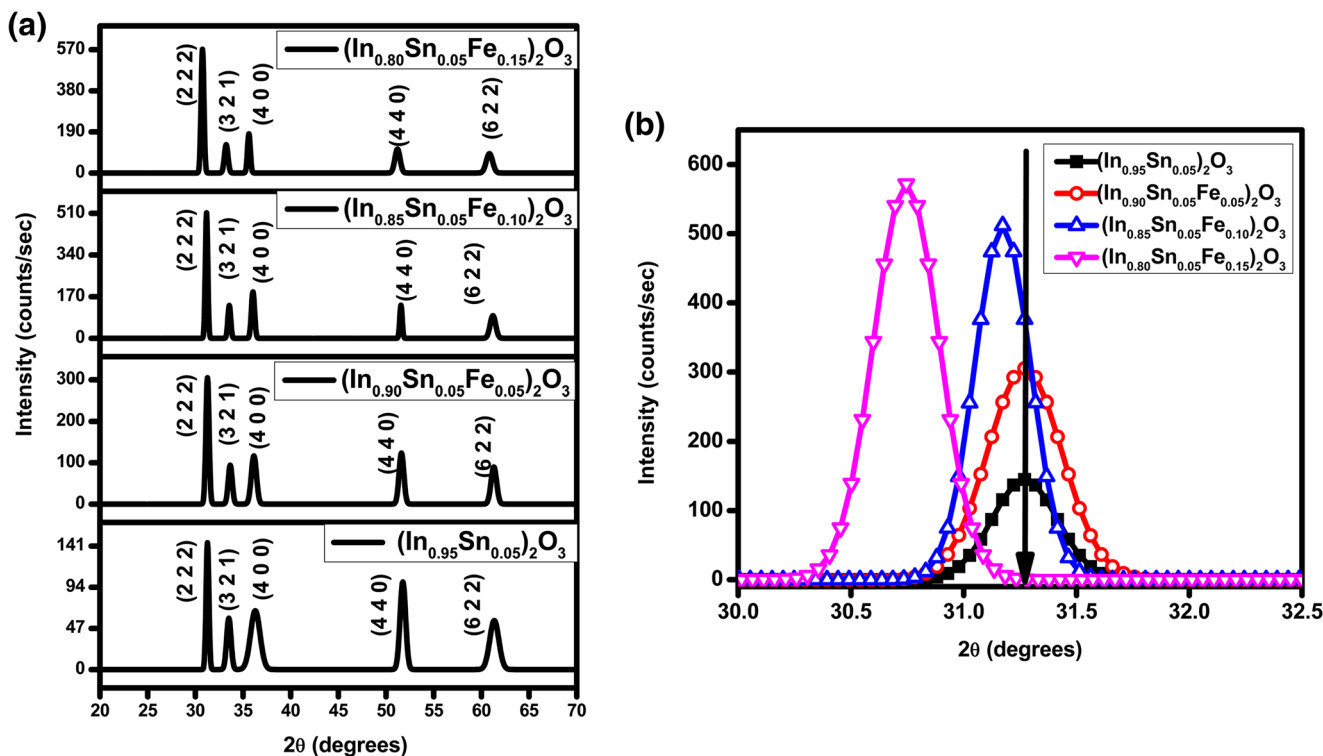 (a)
Intensity (counts/sec)
570
380
190
0
(In0.80Sn0.05Fe0.15)2O3
(2 2 2)
(3 2 1)
(4 0 0)
(4 4 0)
(6 2 2)
510
340
170
0
(In0.85Sn0.05Fe0.10)2O3
(2 2 2)
(3 2 1)
(4 0 0)
(4 4 0)
(6 2 2)
300
200
100
0
(In0.90Sn0.05Fe0.05)2O3
(2 2 2)
(3 2 1)
(4 0 0)
(4 4 0)
(6 2 2)
141
94
47
0
(In0.95Sn0.05)2O3
(2 2 2)
(3 2 1)
(4 0 0)
(4 4 0)
(6 2 2)
20 25 30 35 40 45 50 55 60 65 70
2θ (degrees)
(b)
Intensity (counts/sec)
600
500
400
300
200
100
0
(In0.95Sn0.05)2O3
(In0.90Sn0.05Fe0.05)2O3
(In0.85Sn0.05Fe0.10)2O3
(In0.80Sn0.05Fe0.15)2O3
30.0 30.5 31.0 31.5 32.0 32.5
2θ (degrees)